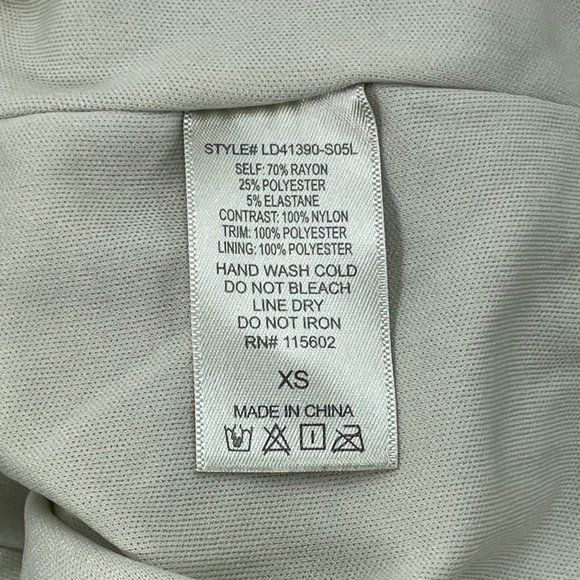 STYLE# LD41390-S05L
SELF: 70% RAYON
25% POLYESTER
5% ELASTANE
CONTRAST: 100% NYLON
TRIM: 100% POLYESTER
LINING: 100% POLYESTER
HAND WASH COLD
DO NOT BLEACH
LINE DRY
DO NOT IRON
RN# 115602
XS
MADE IN CHINA